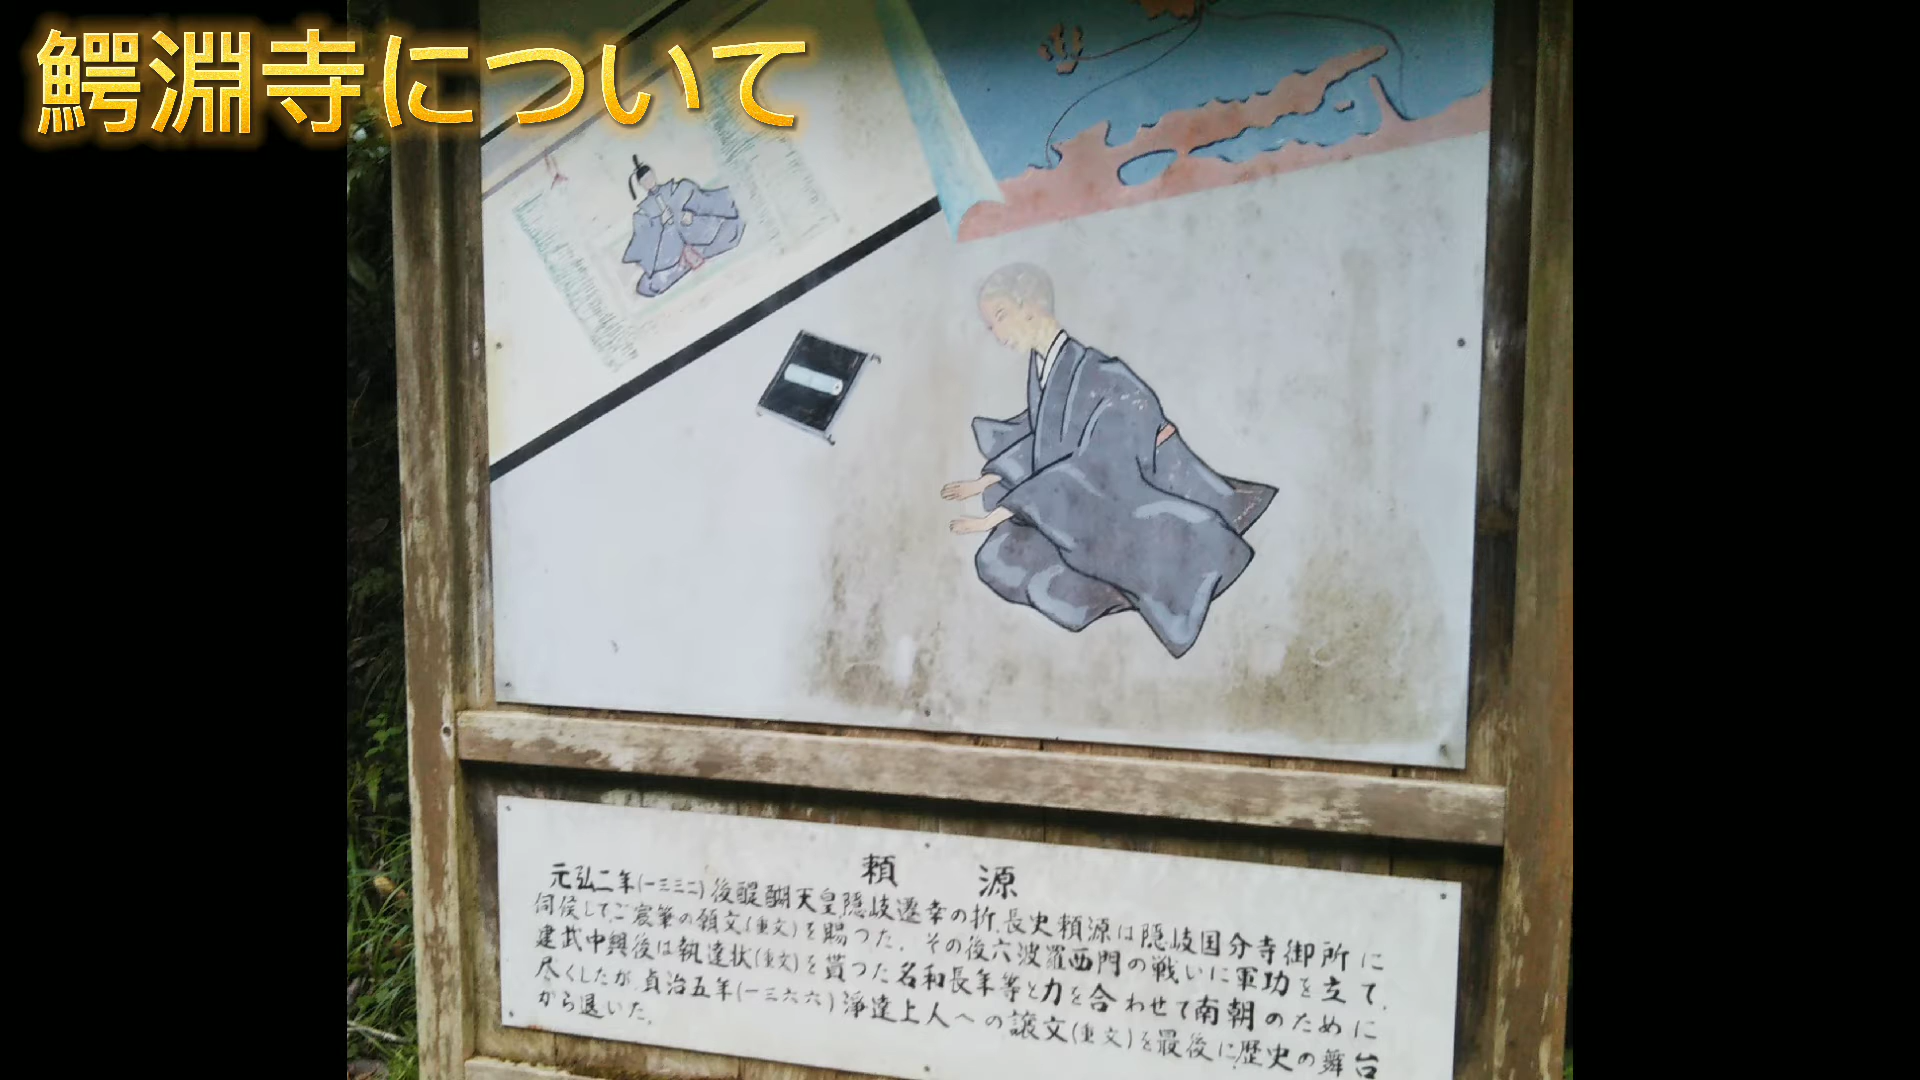 鰐淵寺について
頼 源
元弘二年(一三三二)後醍醐天皇隠岐遷幸の折、長史頼源は隠岐国分寺御所に
伺候してご宸筆の願文(重文)を賜った。その後六波羅西門の戦いに軍功を立て、
建武中興後は執達状(重文)を貰った名和長年等と力を合わせて南朝のために
尽くしたが、貞治五年(一三六六)淨達上人への譲文(重文)を最後に歴史の舞台
から退いた。